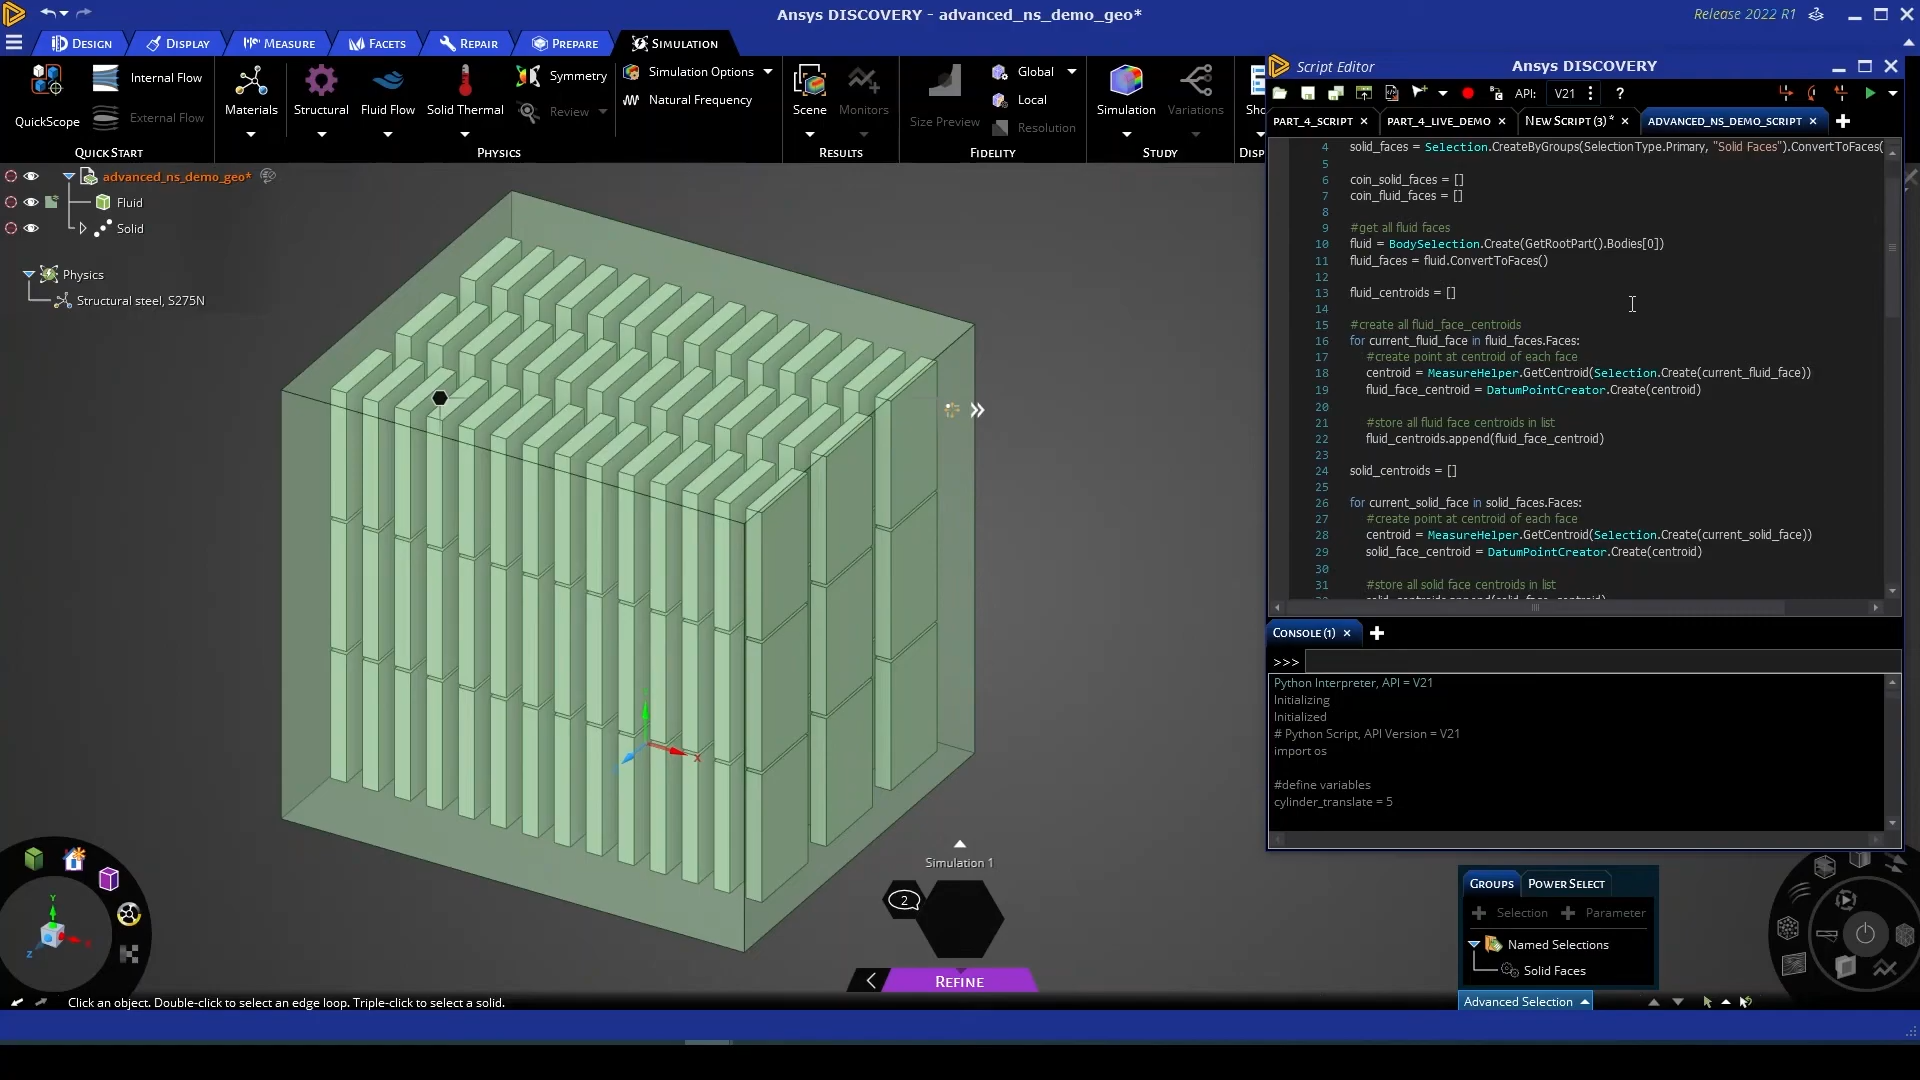 Ansys DISCOVERY - advanced_ns_demo_geo*
Release 2022 R1
DESIGN
DISPLAY
MEASURE
FACETS
REPAIR
PREPARE
SIMULATION
QuickScope
Internal Flow
External Flow
QUICK START
Materials
Structural
Fluid Flow
Solid Thermal
Symmetry
Review
PHYSICS
Simulation Options
Natural Frequency
Scene
Monitors
RESULTS
Size Preview
Global
Local
Resolution
FIDELITY
Simulation
Variations
STUDY
advanced_ns_demo_geo*
Fluid
Solid
Physics
Structural steel, S275N
Script Editor
Ansys DISCOVERY
API: V21
?
PART_4_SCRIPT
PART_4_LIVE_DEMO
NEW SCRIPT (3) *
ADVANCED_NS_DEMO_SCRIPT
4 solid_faces = Selection.CreateByGroups(SelectionType.Primary, "Solid Faces").ConvertToFaces(
5
6 coin_solid_faces = []
7 coin_fluid_faces = []
8
9 #get all fluid faces
10 fluid = BodySelection.Create(GetRootPart().Bodies[0])
11 fluid_faces = fluid.ConvertToFaces()
12
13 fluid_centroids = []
14
15 #create all fluid_face_centroids
16 for current_fluid_face in fluid_faces.Faces:
17 #create point at centroid of each face
18 centroid = MeasureHelper.GetCentroid(Selection.Create(current_fluid_face))
19 fluid_face_centroid = DatumPointCreator.Create(centroid)
20
21 #store all fluid face centroids in list
22 fluid_centroids.append(fluid_face_centroid)
23
24 solid_centroids = []
25
26 for current_solid_face in solid_faces.Faces:
27 #create point at centroid of each face
28 centroid = MeasureHelper.GetCentroid(Selection.Create(current_solid_face))
29 solid_face_centroid = DatumPointCreator.Create(centroid)
30
31 #store all solid face centroids in list
CONSOLE (1)
>>>
Python Interpreter, API = V21
Initializing
Initialized
# Python Script, API Version = V21
import os
#define variables
cylinder_translate = 5
x
Simulation 1
2
REFINE
Y
Z
GROUPS
POWER SELECT
Selection
Parameter
Named Selections
Solid Faces
Advanced Selection
Click an object. Double-click to select an edge loop. Triple-click to select a solid.